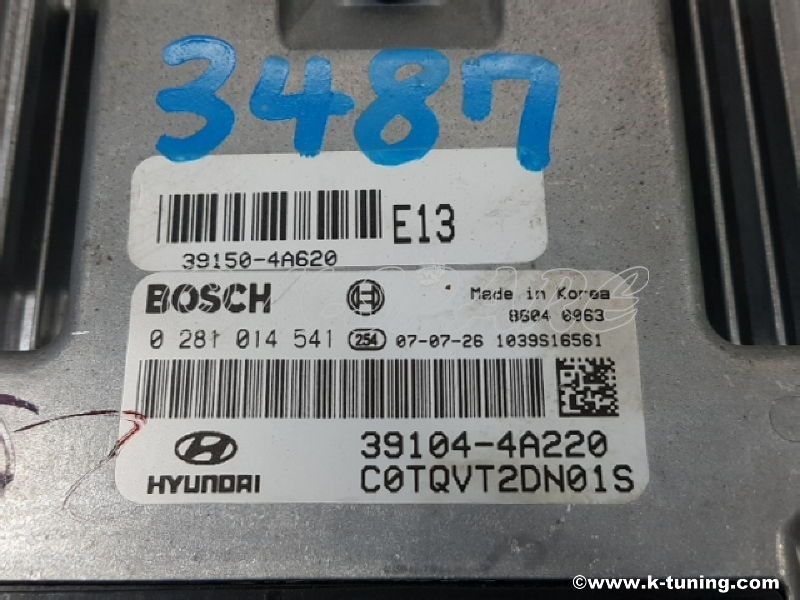 3487
E13
39150-4A620
BOSCH
Made in Korea
8604 0963
0 281 014 541 254 07-07-26 1039S16561
39104-4A220
HYUNDAI C0TQVT2DN01S
©www.k-tuning.com